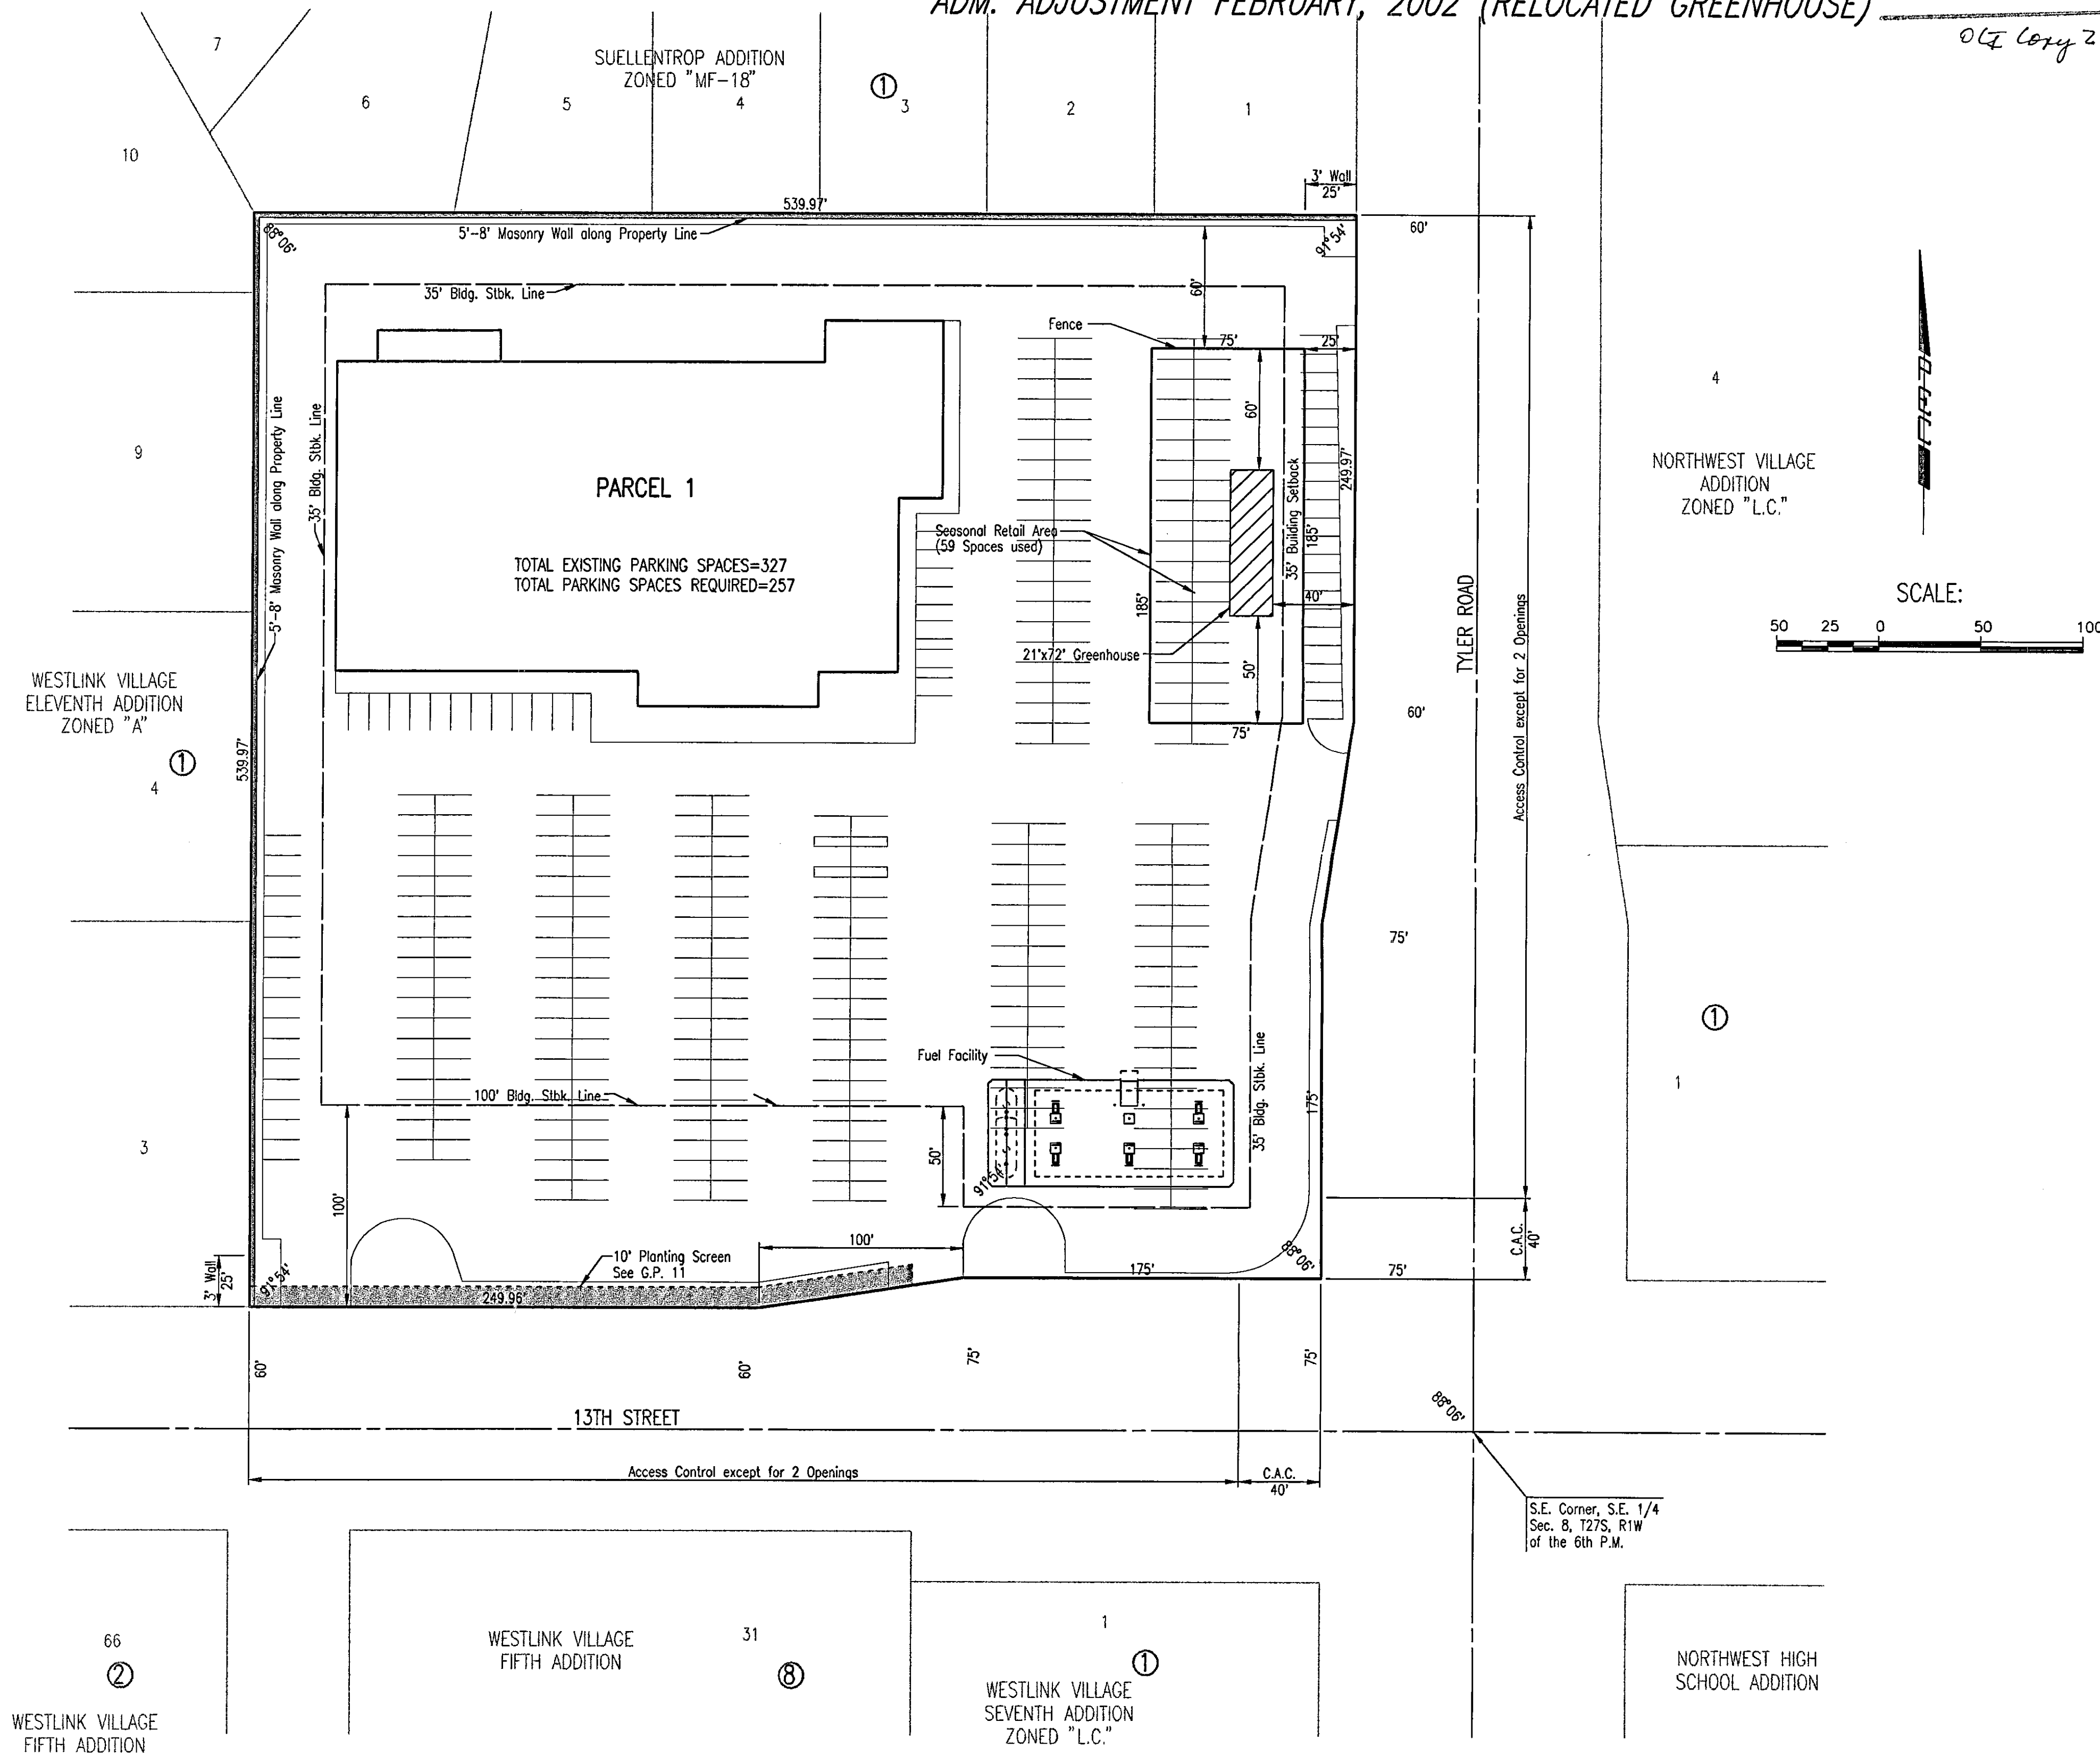 ADM. ADJUSTMENT FEBRUARY, 2002 (RELOCATED GREENHOUSE)
7
SUELLENTROP ADDITION
ZONED "MF-18"
6
5
4
①
3
2
1
10
3' Wall
25'
539.97'
5'-8' Masonry Wall along Property Line
88°06'
91°54'
60'
35' Bldg. Stbk. Line
60'
Fence
75'
25'
4
9
5'-8' Masonry Wall along Property Line
35' Bldg. Stbk. Line
60'
249.97'
NORTHWEST VILLAGE
ADDITION
ZONED "L.C."
PARCEL 1
Seasonal Retail Area
(59 Spaces used)
35' Building Setback
185'
TOTAL EXISTING PARKING SPACES=327
TOTAL PARKING SPACES REQUIRED=257
185'
40'
TYLER ROAD
Access Control except for 2 Openings
SCALE:
50 25 0 50 100
21'x72' Greenhouse
50'
WESTLINK VILLAGE
ELEVENTH ADDITION
ZONED "A"
60'
75'
①
539.97'
4
75'
①
Fuel Facility
35' Bldg. Stbk. Line
175'
1
100' Bldg. Stbk. Line
3
50'
91°54'
100'
C.A.C.
40'
100'
10' Planting Screen
See G.P. 11
3' Wall
25'
91°54'
249.96'
175'
88°06'
75'
60'
60'
75'
75'
88°06'
13TH STREET
Access Control except for 2 Openings
C.A.C.
40'
S.E. Corner, S.E. 1/4
Sec. 8, T27S, R1W
of the 6th P.M.
66
②
WESTLINK VILLAGE
FIFTH ADDITION
WESTLINK VILLAGE
FIFTH ADDITION
31
⑧
1
①
WESTLINK VILLAGE
SEVENTH ADDITION
ZONED "L.C."
NORTHWEST HIGH
SCHOOL ADDITION